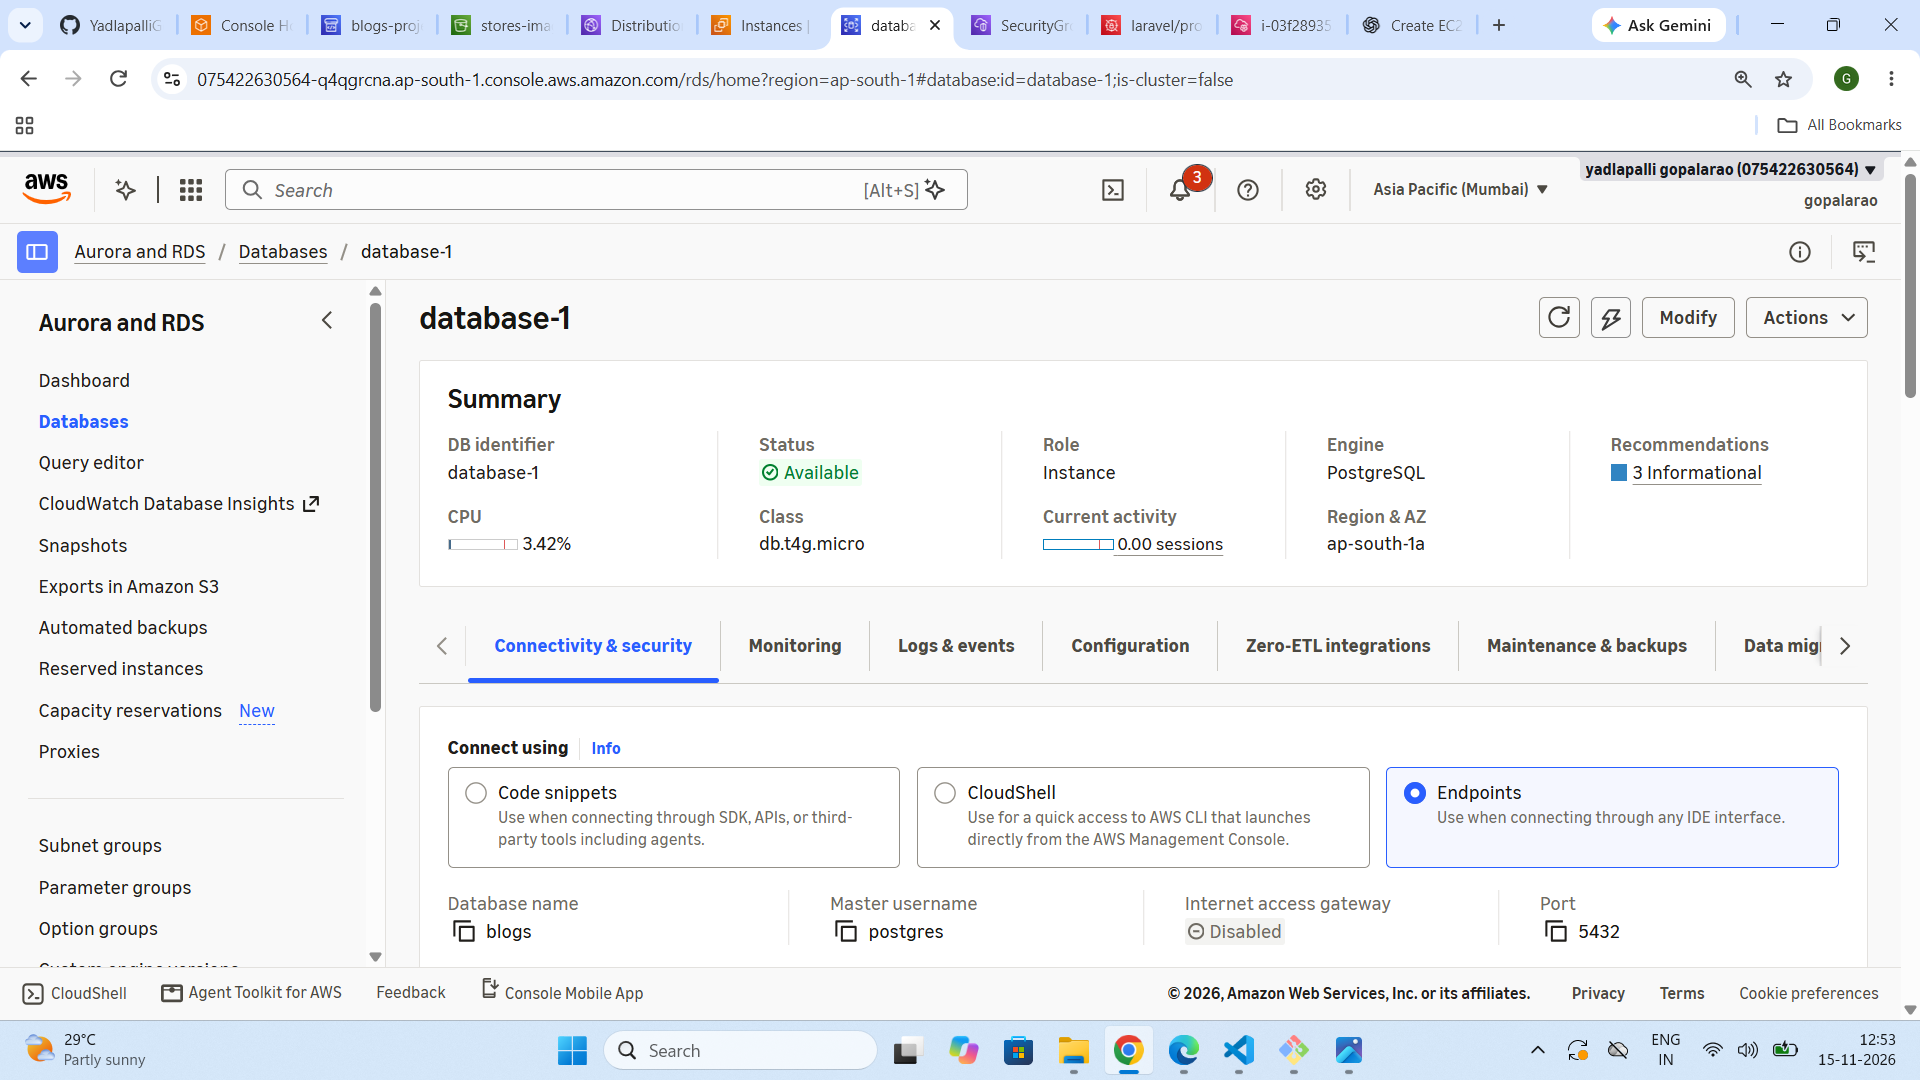 YadlapalliG
Console Ho
blogs-proje
stores-ima
Distributio
Instances |
databa
SecurityGr
laravel/pro
i-03f28935
Create EC2
Ask Gemini
075422630564-q4qgrcna.ap-south-1.console.aws.amazon.com/rds/home?region=ap-south-1#database:id=database-1;is-cluster=false
G
All Bookmarks
aws
Search
[Alt+S]
3
Asia Pacific (Mumbai)
yadlapalli gopalarao (075422630564)
gopalarao
Aurora and RDS / Databases / database-1
Aurora and RDS
Dashboard
Databases
Query editor
CloudWatch Database Insights
Snapshots
Exports in Amazon S3
Automated backups
Reserved instances
Capacity reservations New
Proxies
Subnet groups
Parameter groups
Option groups
Custom engine versions
database-1
Modify
Actions
Summary
DB identifier
database-1
Status
Available
Role
Instance
Engine
PostgreSQL
Recommendations
3 Informational
CPU
3.42%
Class
db.t4g.micro
Current activity
0.00 sessions
Region & AZ
ap-south-1a
Connectivity & security
Monitoring
Logs & events
Configuration
Zero-ETL integrations
Maintenance & backups
Data mig
Connect using
Info
Code snippets
Use when connecting through SDK, APIs, or third-
party tools including agents.
CloudShell
Use for a quick access to AWS CLI that launches
directly from the AWS Management Console.
Endpoints
Use when connecting through any IDE interface.
Database name
blogs
Master username
postgres
Internet access gateway
Disabled
Port
5432
CloudShell
Agent Toolkit for AWS
Feedback
Console Mobile App
© 2026, Amazon Web Services, Inc. or its affiliates.
Privacy
Terms
Cookie preferences
29°C
Partly sunny
Search
ENG
IN
12:53
15-11-2026